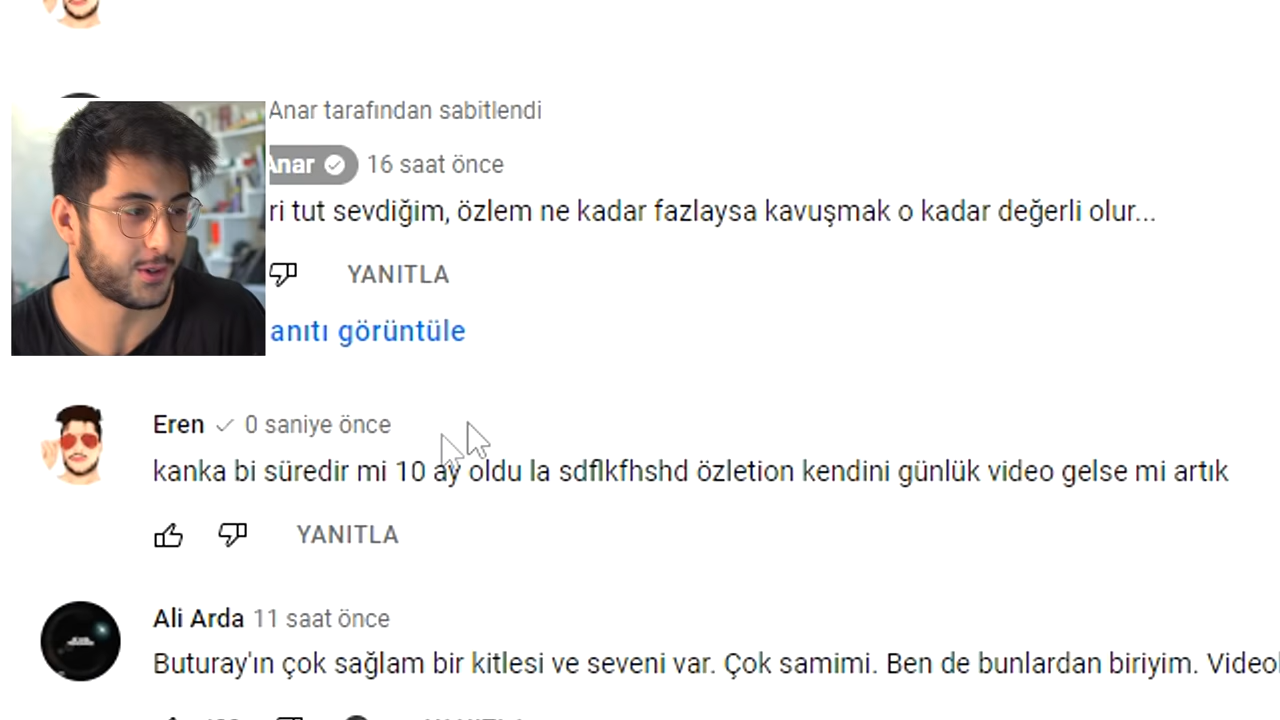 Anar tarafından sabitlendi
Anar 16 saat önce
ri tut sevdiğim, özlem ne kadar fazlaysa kavuşmak o kadar değerli olur...
YANITLA
anıtı görüntüle
Eren 0 saniye önce
kanka bi süredir mi 10 ay oldu la sdflkfhshd özletion kendini günlük video gelse mi artık
YANITLA
Ali Arda 11 saat önce
Buturay'ın çok sağlam bir kitlesi ve seveni var. Çok samimi. Ben de bunlardan biriyim. Videol
YANITLA